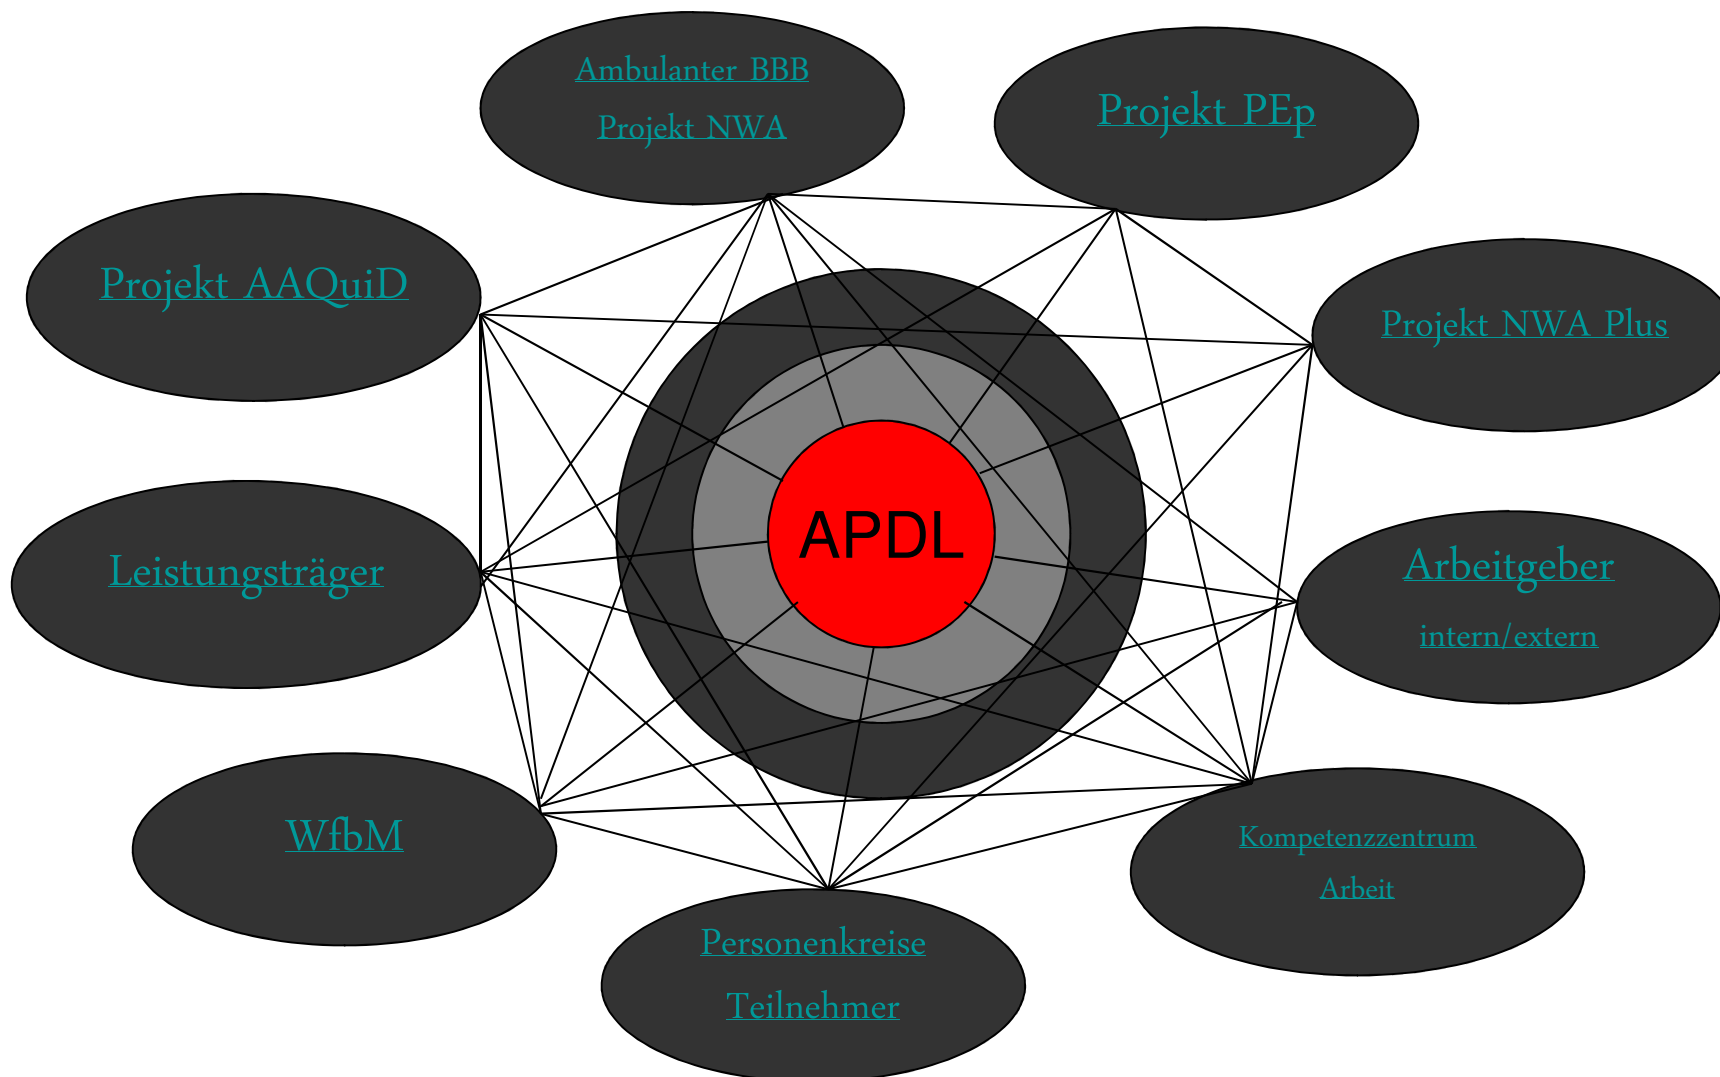 Ambulanter BBB
Projekt NWA
Projekt PEp
Projekt AAQuiD
Projekt NWA Plus
APDL
Leistungsträger
Arbeitgeber
intern/extern
WfbM
Kompetenzzentrum
Arbeit
Personenkreise
Teilnehmer